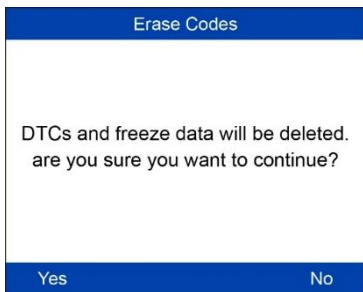 Erase Codes
DTCs and freeze data will be deleted.
are you sure you want to continue?
Yes No